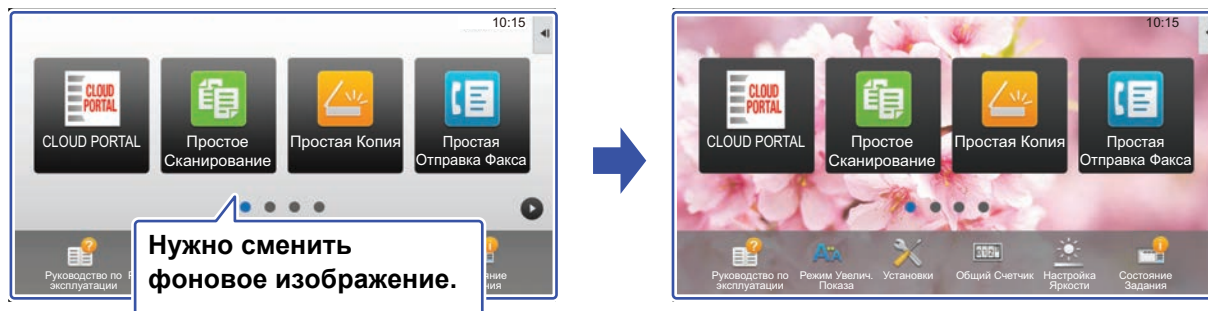 10:15
CLOUD
PORTAL
CLOUD PORTAL
Простое
Сканирование
Простая Копия
Простая
Отправка Факса
Нужно сменить
фоновое изображение.
Руководство по
эксплуатации
10:15
CLOUD
PORTAL
CLOUD PORTAL
Простое
Сканирование
Простая Копия
Простая
Отправка Факса
Руководство по
эксплуатации
Режим Увелич.
Показа
Установки
Общий Счетчик
Настройка
Яркости
Состояние
Задания